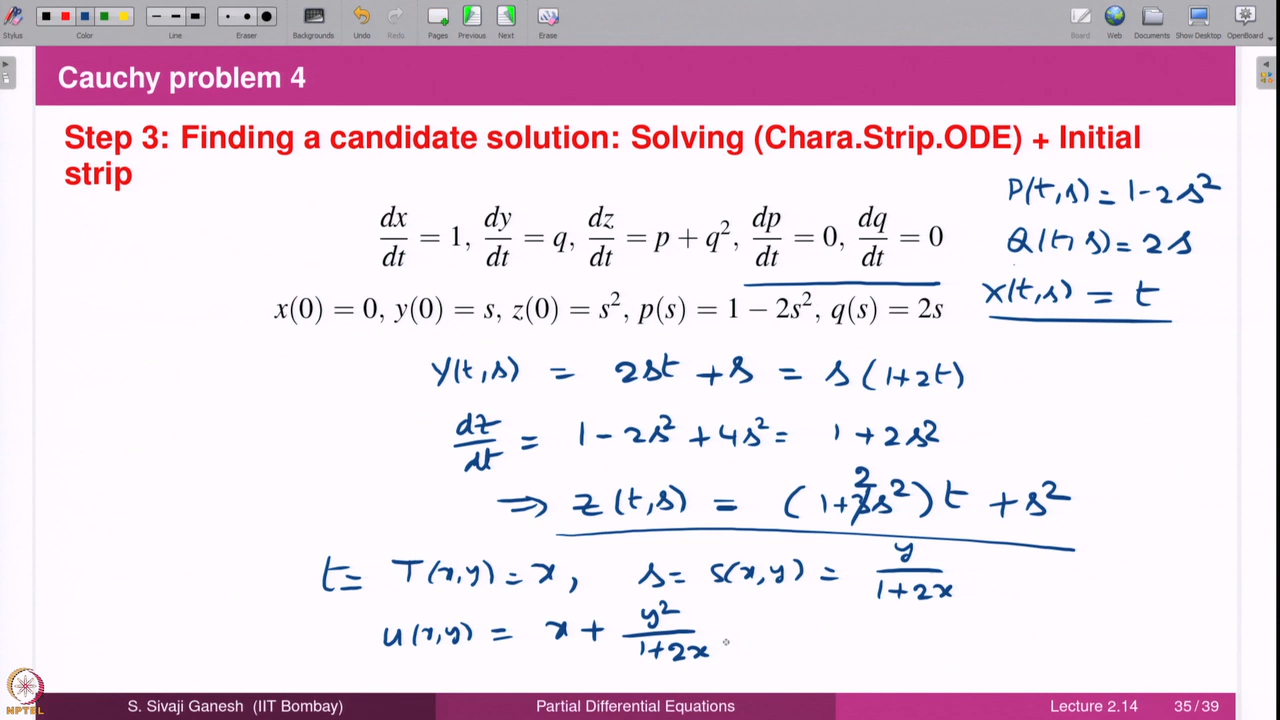 Stylus Color Line Eraser Backgrounds Undo Redo Pages Previous Next Erase Board Web Documents Show Desktop OpenBoard
Cauchy problem 4
Step 3: Finding a candidate solution: Solving (Chara.Strip.ODE) + Initial
strip
P(t,s) = 1-2s²
dx/dt = 1, dy/dt = q, dz/dt = p + q², dp/dt = 0, dq/dt = 0
Q(t,s) = 2s
x(0) = 0, y(0) = s, z(0) = s², p(s) = 1 − 2s², q(s) = 2s
X(t,s) = t
Y(t,s) = 2st + s = s(1+2t)
dz/dt = 1-2s²+4s² = 1+2s²
⇒ z(t,s) = (1+2s²)t + s²
t = T(x,y) = x, s = S(x,y) = y/(1+2x)
u(x,y) = x + y²/(1+2x)
NPTEL
S. Sivaji Ganesh (IIT Bombay) Partial Differential Equations Lecture 2.14 35/39